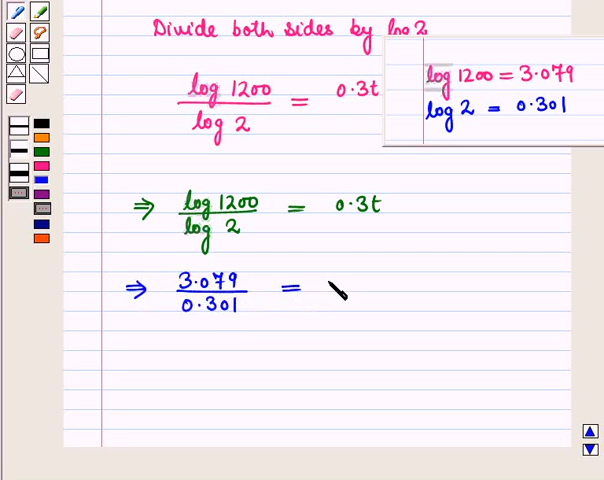 Divide both sides by log 2
log 1200 / log 2 = 0.3t
log 1200 = 3.079
log 2 = 0.301
⇒ log 1200 / log 2 = 0.3t
⇒ 3.079 / 0.301 =